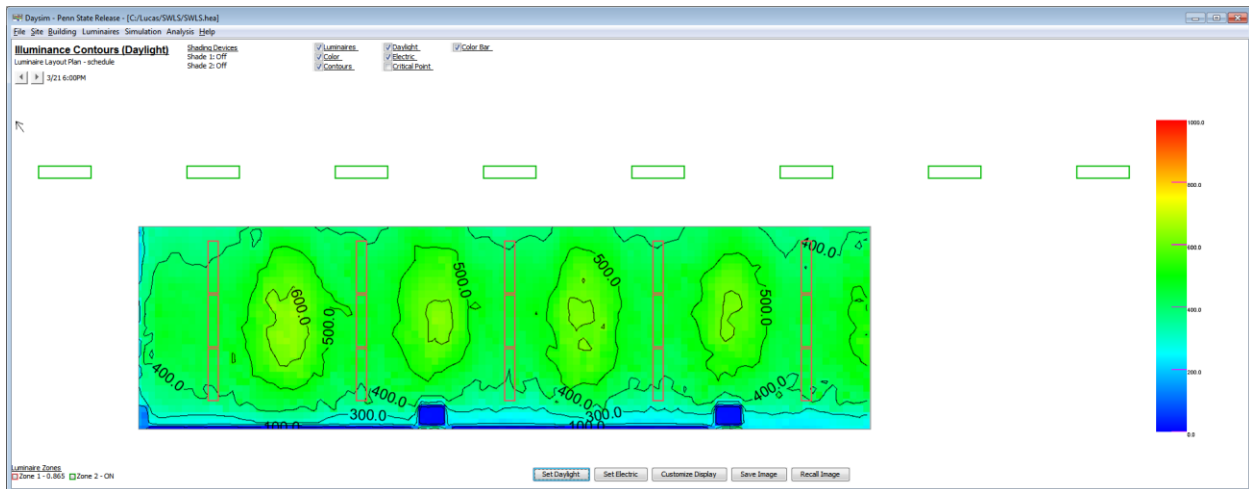 Daysim - Penn State Release - [C:/Lucas/SWLS/SWLS.hea]
File Site Building Luminaires Simulation Analysis Help
Illuminance Contours (Daylight)
Luminaire Layout Plan - schedule
3/21 6:00PM
Shading Devices
Shade 1: Off
Shade 2: Off
Luminaires
Color
Contours
Daylight
Electric
Critical Point
Color Bar
1000.0
800.0
600.0
400.0
200.0
0.0
400.0
500.0
500.0
600.0
500.0
500.0
400.0
400.0
400.0
400.0
300.0
300.0
100.0
100.0
Luminaire Zones
Zone 1 - 0.865 Zone 2 - ON
Set Daylight
Set Electric
Customize Display
Save Image
Recall Image